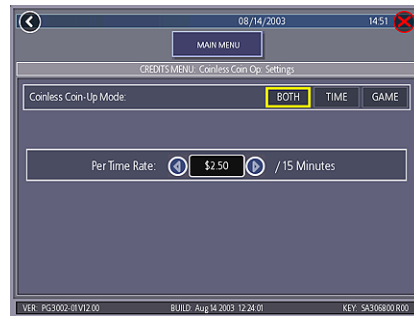 08/14/2003 14:51
MAIN MENU
CREDITS MENU: Coinless Coin Op: Settings
Coinless Coin-Up Mode: BOTH TIME GAME
Per Time Rate: $2.50 / 15 Minutes
VER: PG3002-01V12.00 BUILD: Aug 14 2003 12:24:01 KEY: SA306800 R00